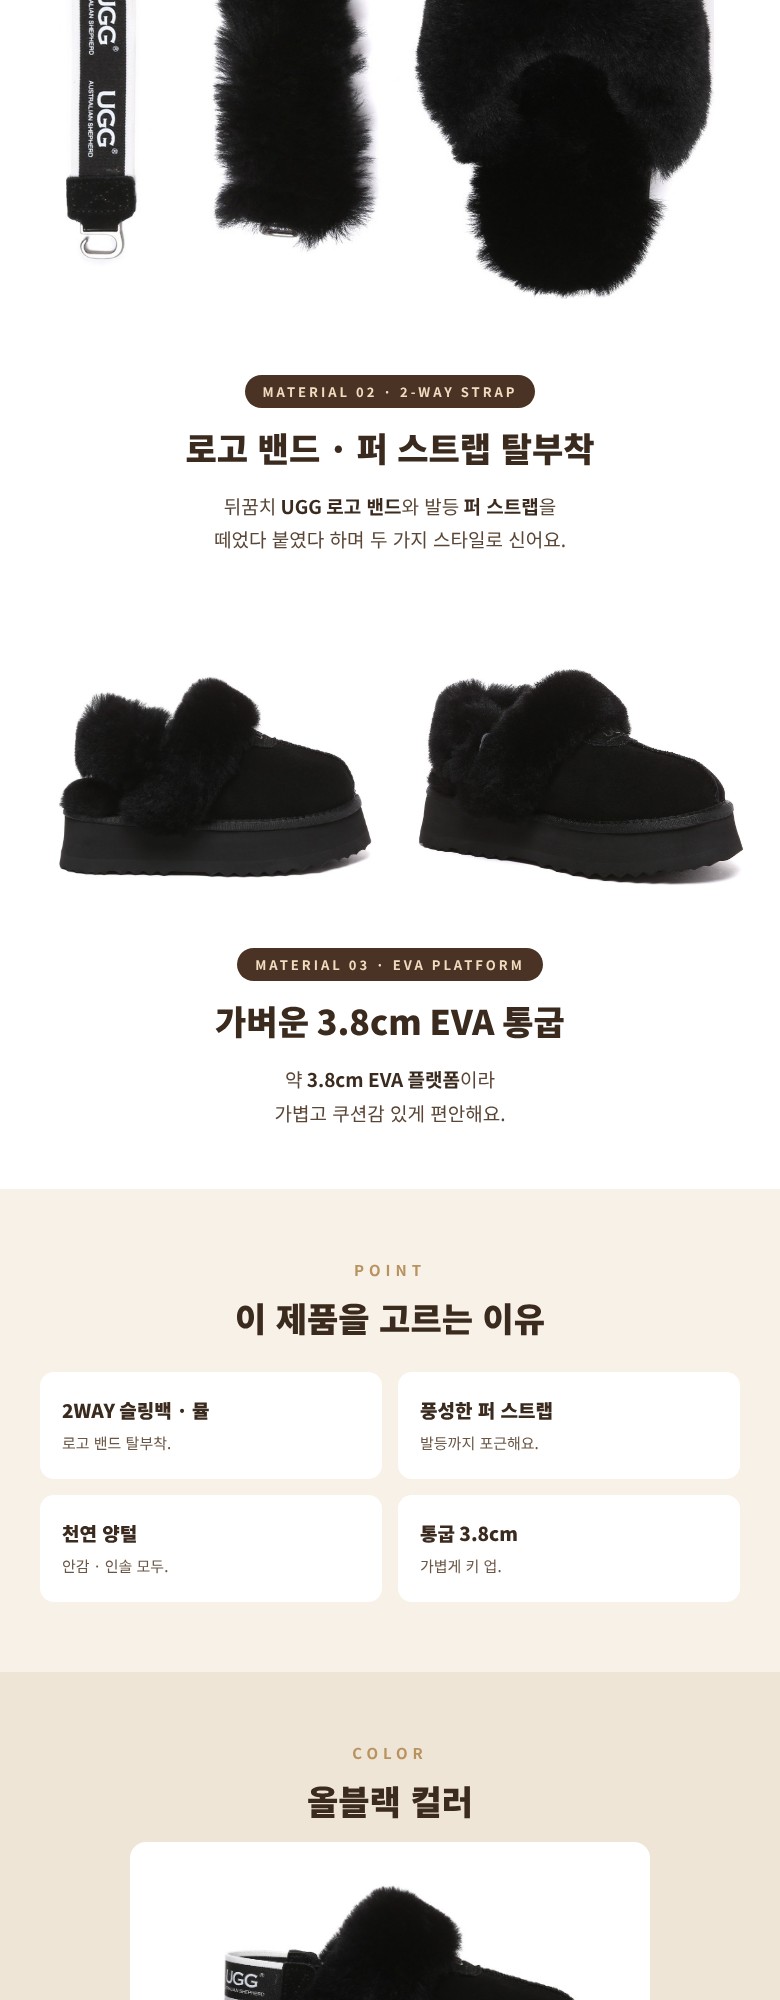 UGG®
AUSTRALIAN SHEPHERD
UGG®
AUSTRALIAN SHEPHERD
MATERIAL 02 · 2-WAY STRAP
로고 밴드 · 퍼 스트랩 탈부착
뒤꿈치 UGG 로고 밴드와 발등 퍼 스트랩을
떼었다 붙였다 하며 두 가지 스타일로 신어요.
MATERIAL 03 · EVA PLATFORM
가벼운 3.8cm EVA 통굽
약 3.8cm EVA 플랫폼이라
가볍고 쿠션감 있게 편안해요.
POINT
이 제품을 고르는 이유
2WAY 슬링백 · 뮬
로고 밴드 탈부착.
풍성한 퍼 스트랩
발등까지 포근해요.
천연 양털
안감 · 인솔 모두.
통굽 3.8cm
가볍게 키 업.
COLOR
올블랙 컬러
UGG®